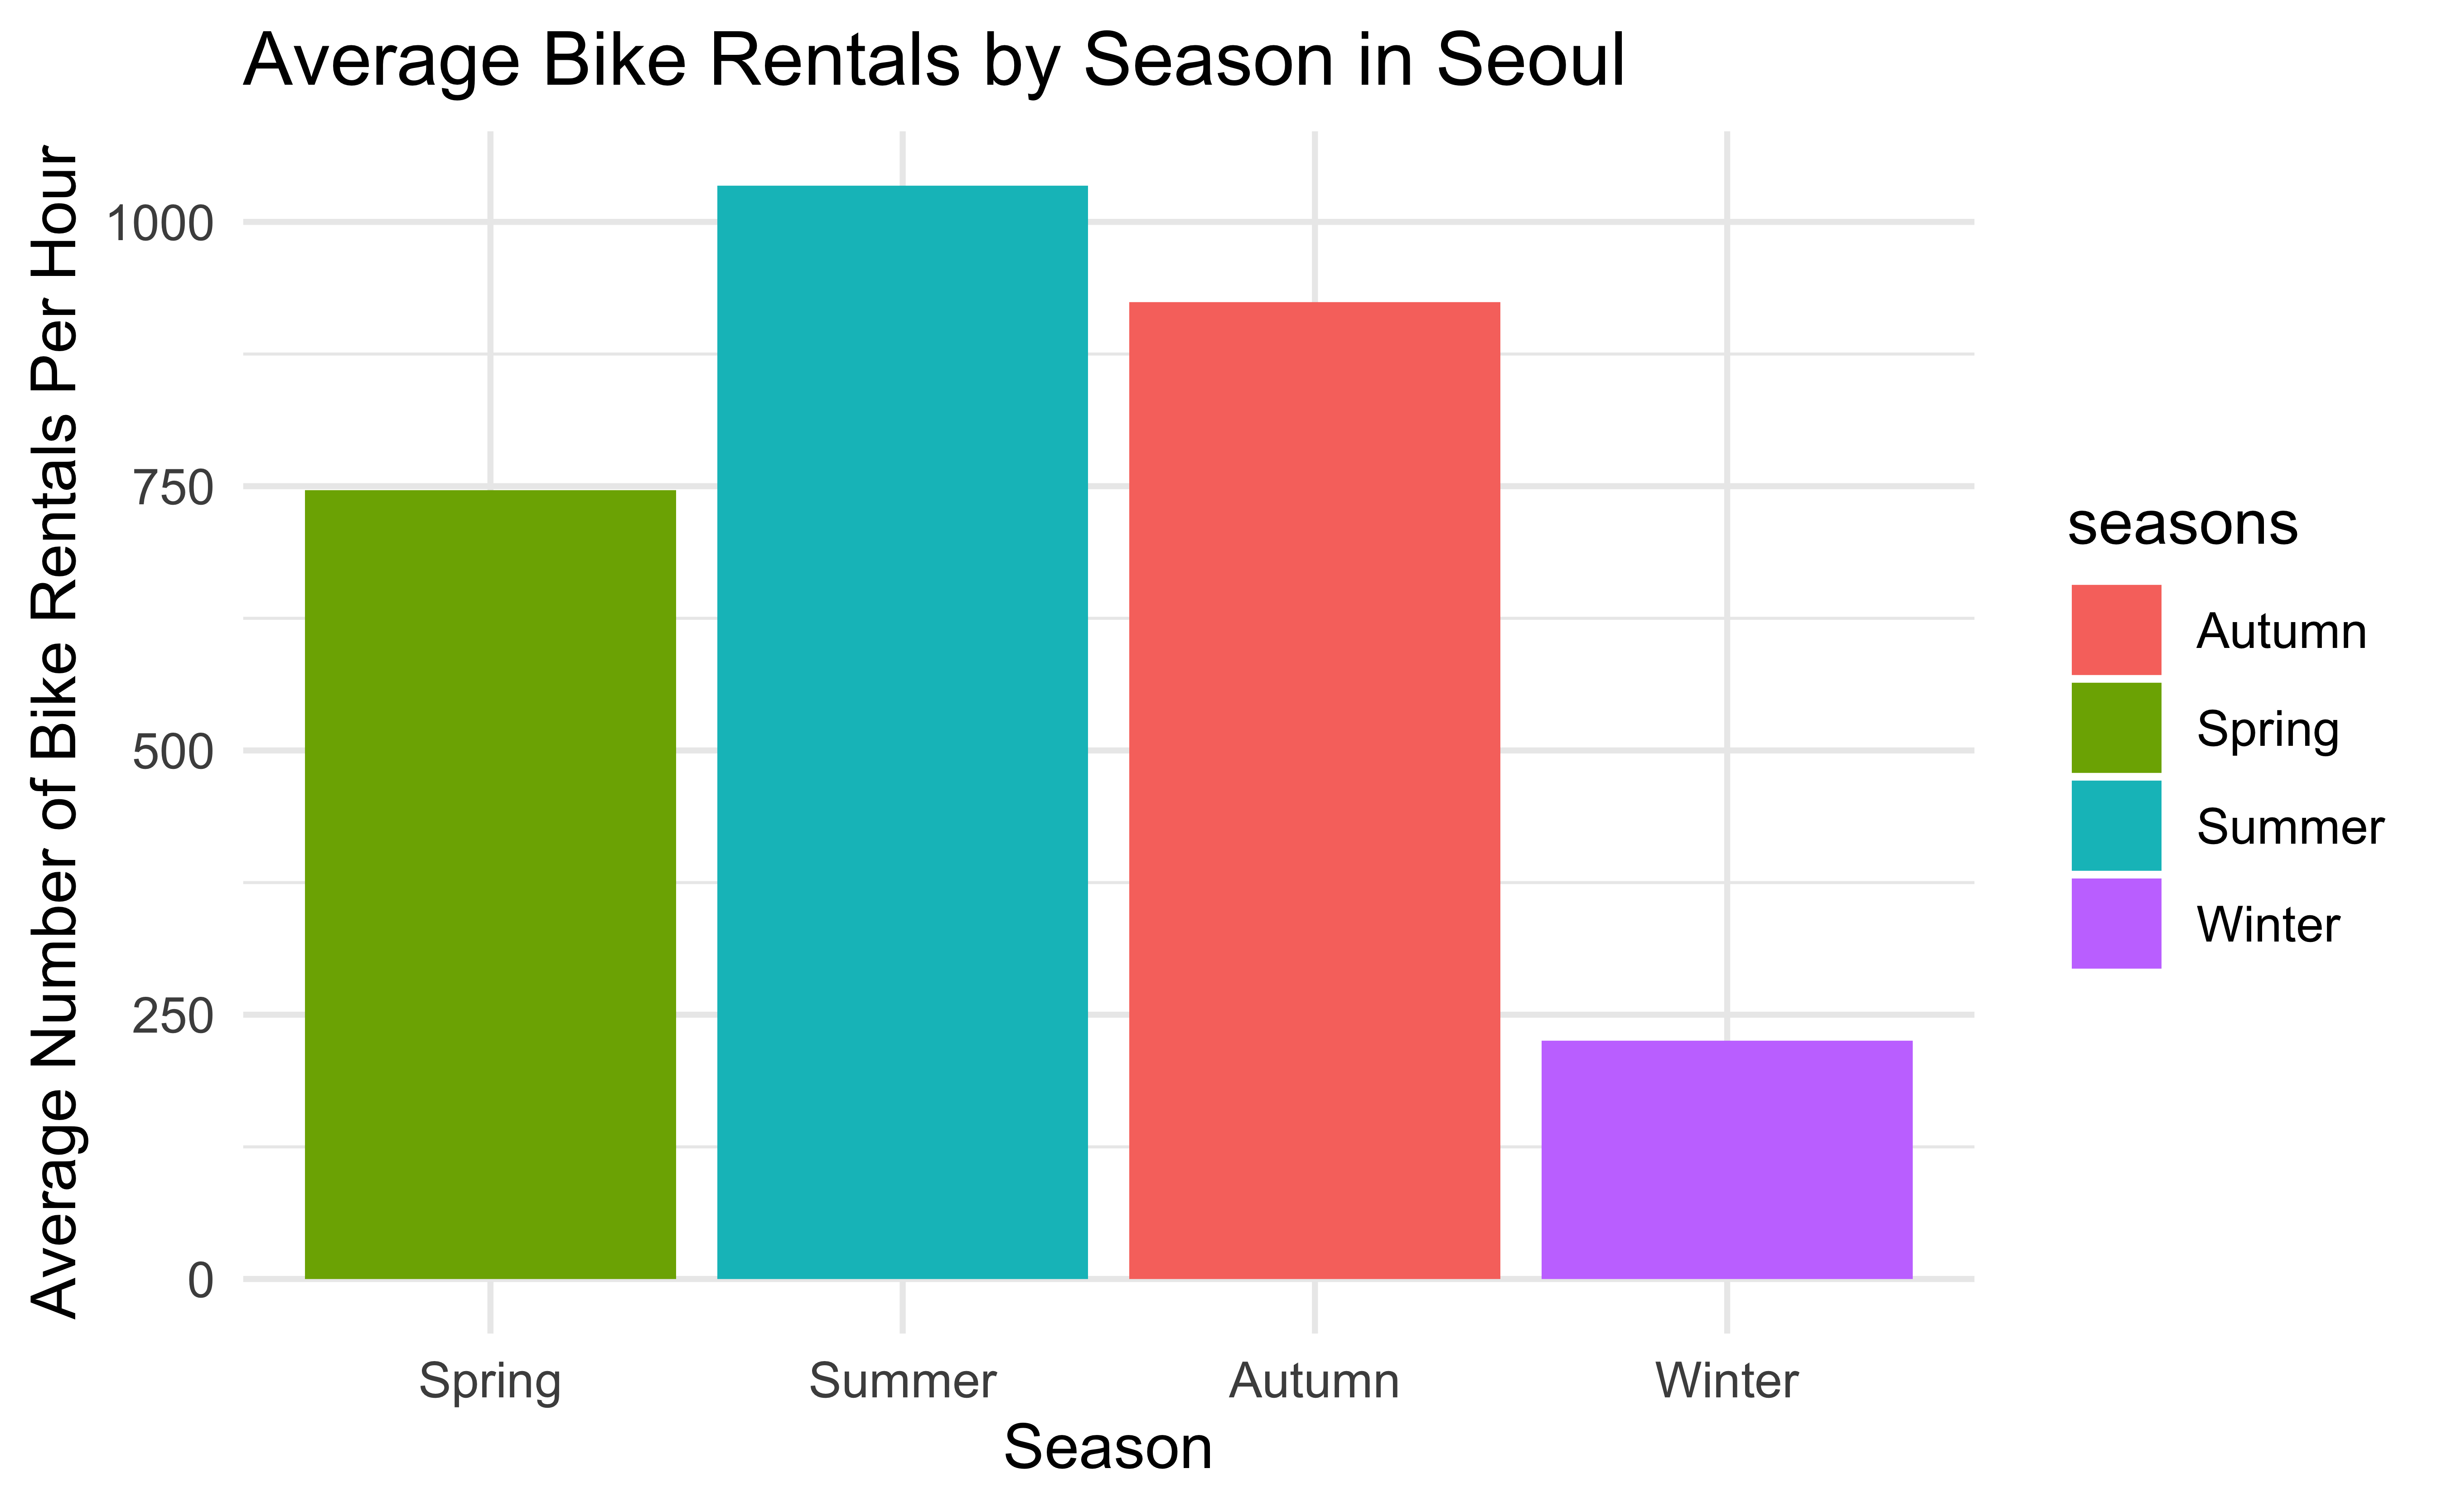 Average Bike Rentals by Season in Seoul
Average Number of Bike Rentals Per Hour
1000
750
500
250
0
Spring
Summer
Autumn
Winter
Season
seasons
Autumn
Spring
Summer
Winter